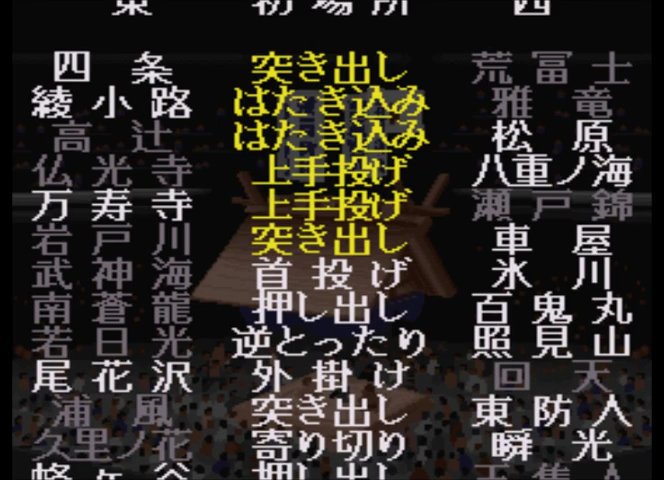 東 初場所 西
四条 突き出し 荒冨士
綾小路 はたき込み 雅竜
高辻 はたき込み 松原
仏光寺 上手投げ 八重ノ海
万寿寺 上手投げ 瀬戸錦
岩戸川 突き出し 車屋
武神海 首投げ 氷川
南蒼龍 押し出し 百鬼丸
若日光 逆とったり 照見山
尾花沢 外掛け 回天
浦風 突き出し 東防人
久里ノ花 寄り切り 瞬光
押し出し